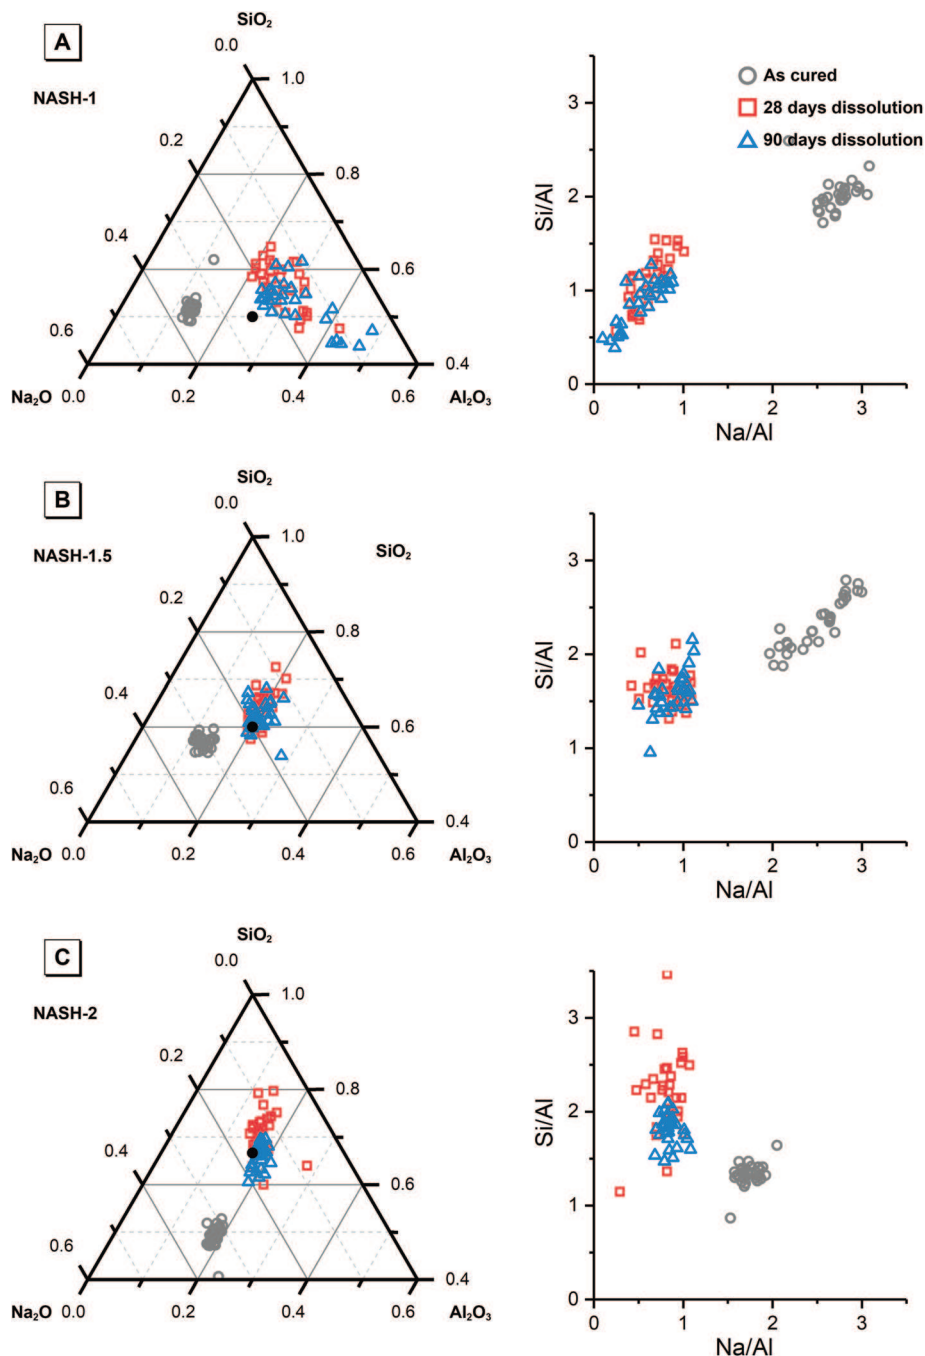 A
SiO₂
0.0
NASH-1
1.0
0.2
0.8
0.4
0.6
0.6
0.4
Na₂O 0.0 0.2 0.4 0.6 Al₂O₃
As cured
28 days dissolution
90 days dissolution
3
2
1
0
Si/Al
0 1 2 3
Na/Al
B
SiO₂
0.0
NASH-1.5
1.0
SiO₂
0.2
0.8
0.4
0.6
0.6
0.4
Na₂O 0.0 0.2 0.4 0.6 Al₂O₃
3
2
1
0
Si/Al
0 1 2 3
Na/Al
C
SiO₂
0.0
NASH-2
1.0
0.2
0.8
0.4
0.6
0.6
0.4
Na₂O 0.0 0.2 0.4 0.6 Al₂O₃
3
2
1
0
Si/Al
0 1 2 3
Na/Al